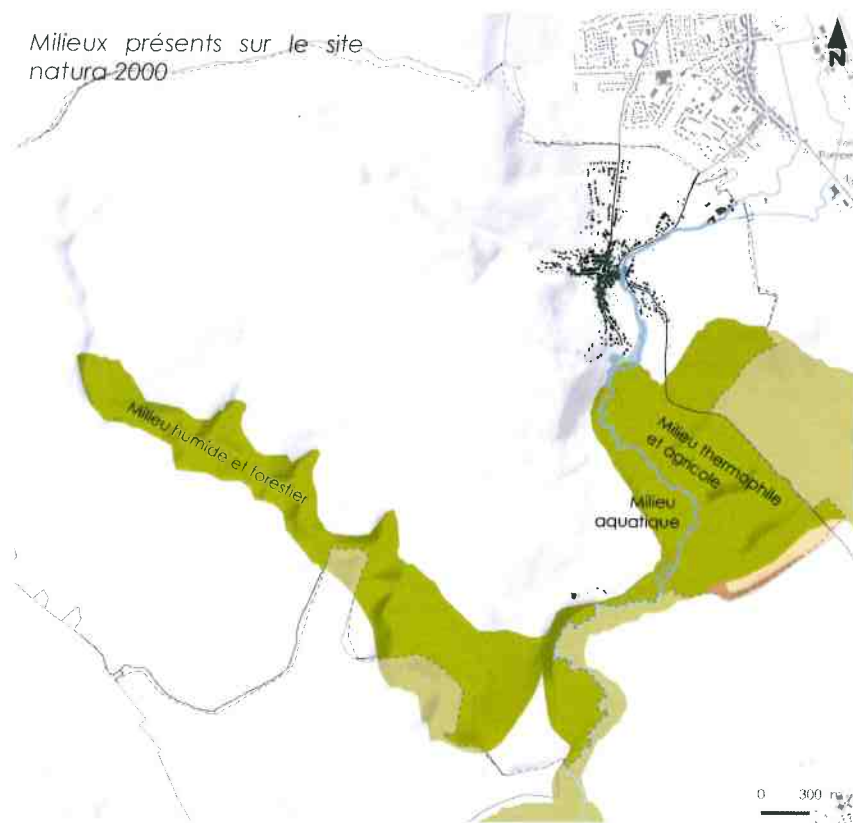 Milieux présents sur le site
natura 2000
N
Milieu humide et forestier
Milieu thermophile
et agricole
Milieu
aquatique
0 300 m